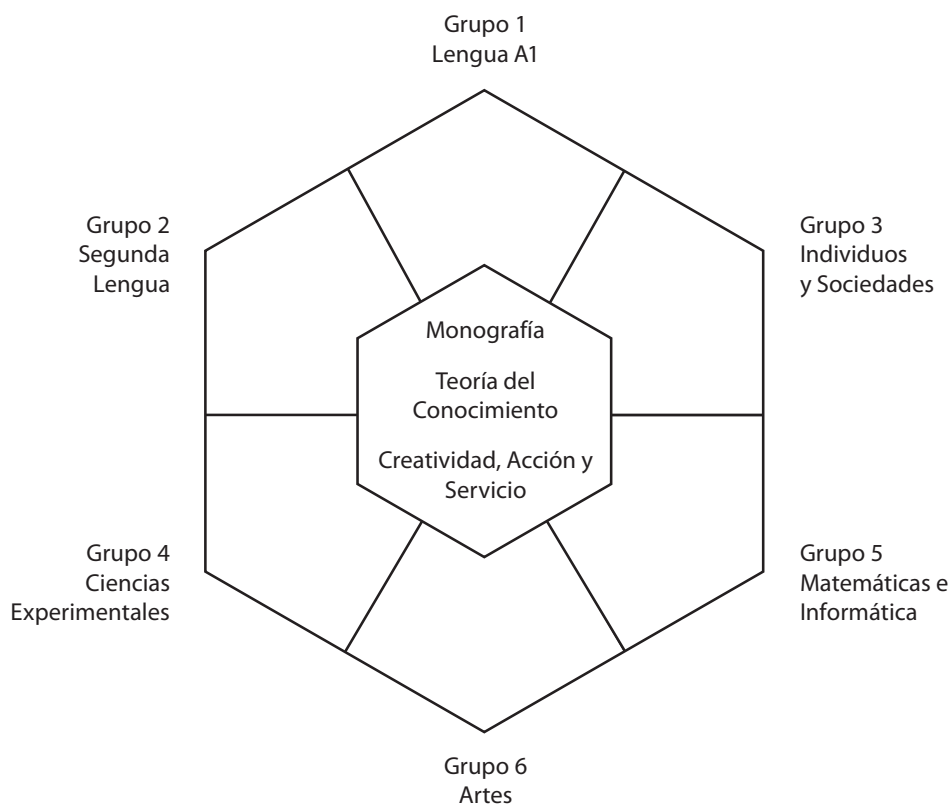 Grupo 1
Lengua A1
Grupo 2
Segunda
Lengua
Grupo 3
Individuos
y Sociedades
Monografía
Teoría del
Conocimiento
Creatividad, Acción y
Servicio
Grupo 4
Ciencias
Experimentales
Grupo 5
Matemáticas e
Informática
Grupo 6
Artes